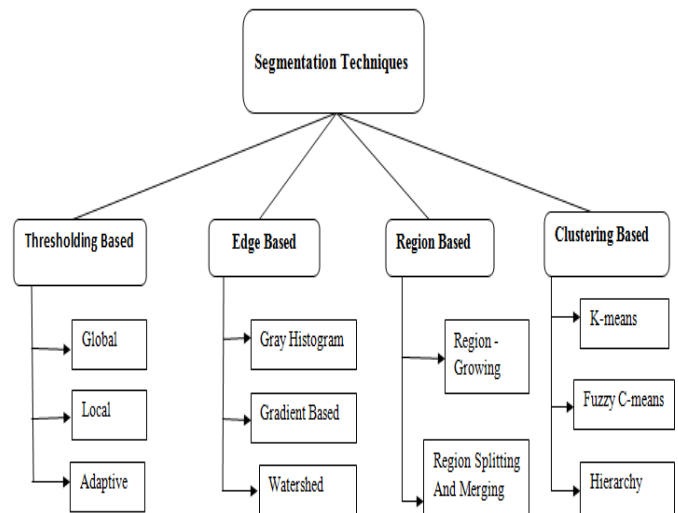 Segmentation Techniques
Thresholding Based
Edge Based
Region Based
Clustering Based
Global
Local
Adaptive
Gray Histogram
Gradient Based
Watershed
Region -
Growing
Region Splitting
And Merging
K-means
Fuzzy C-means
Hierarchy